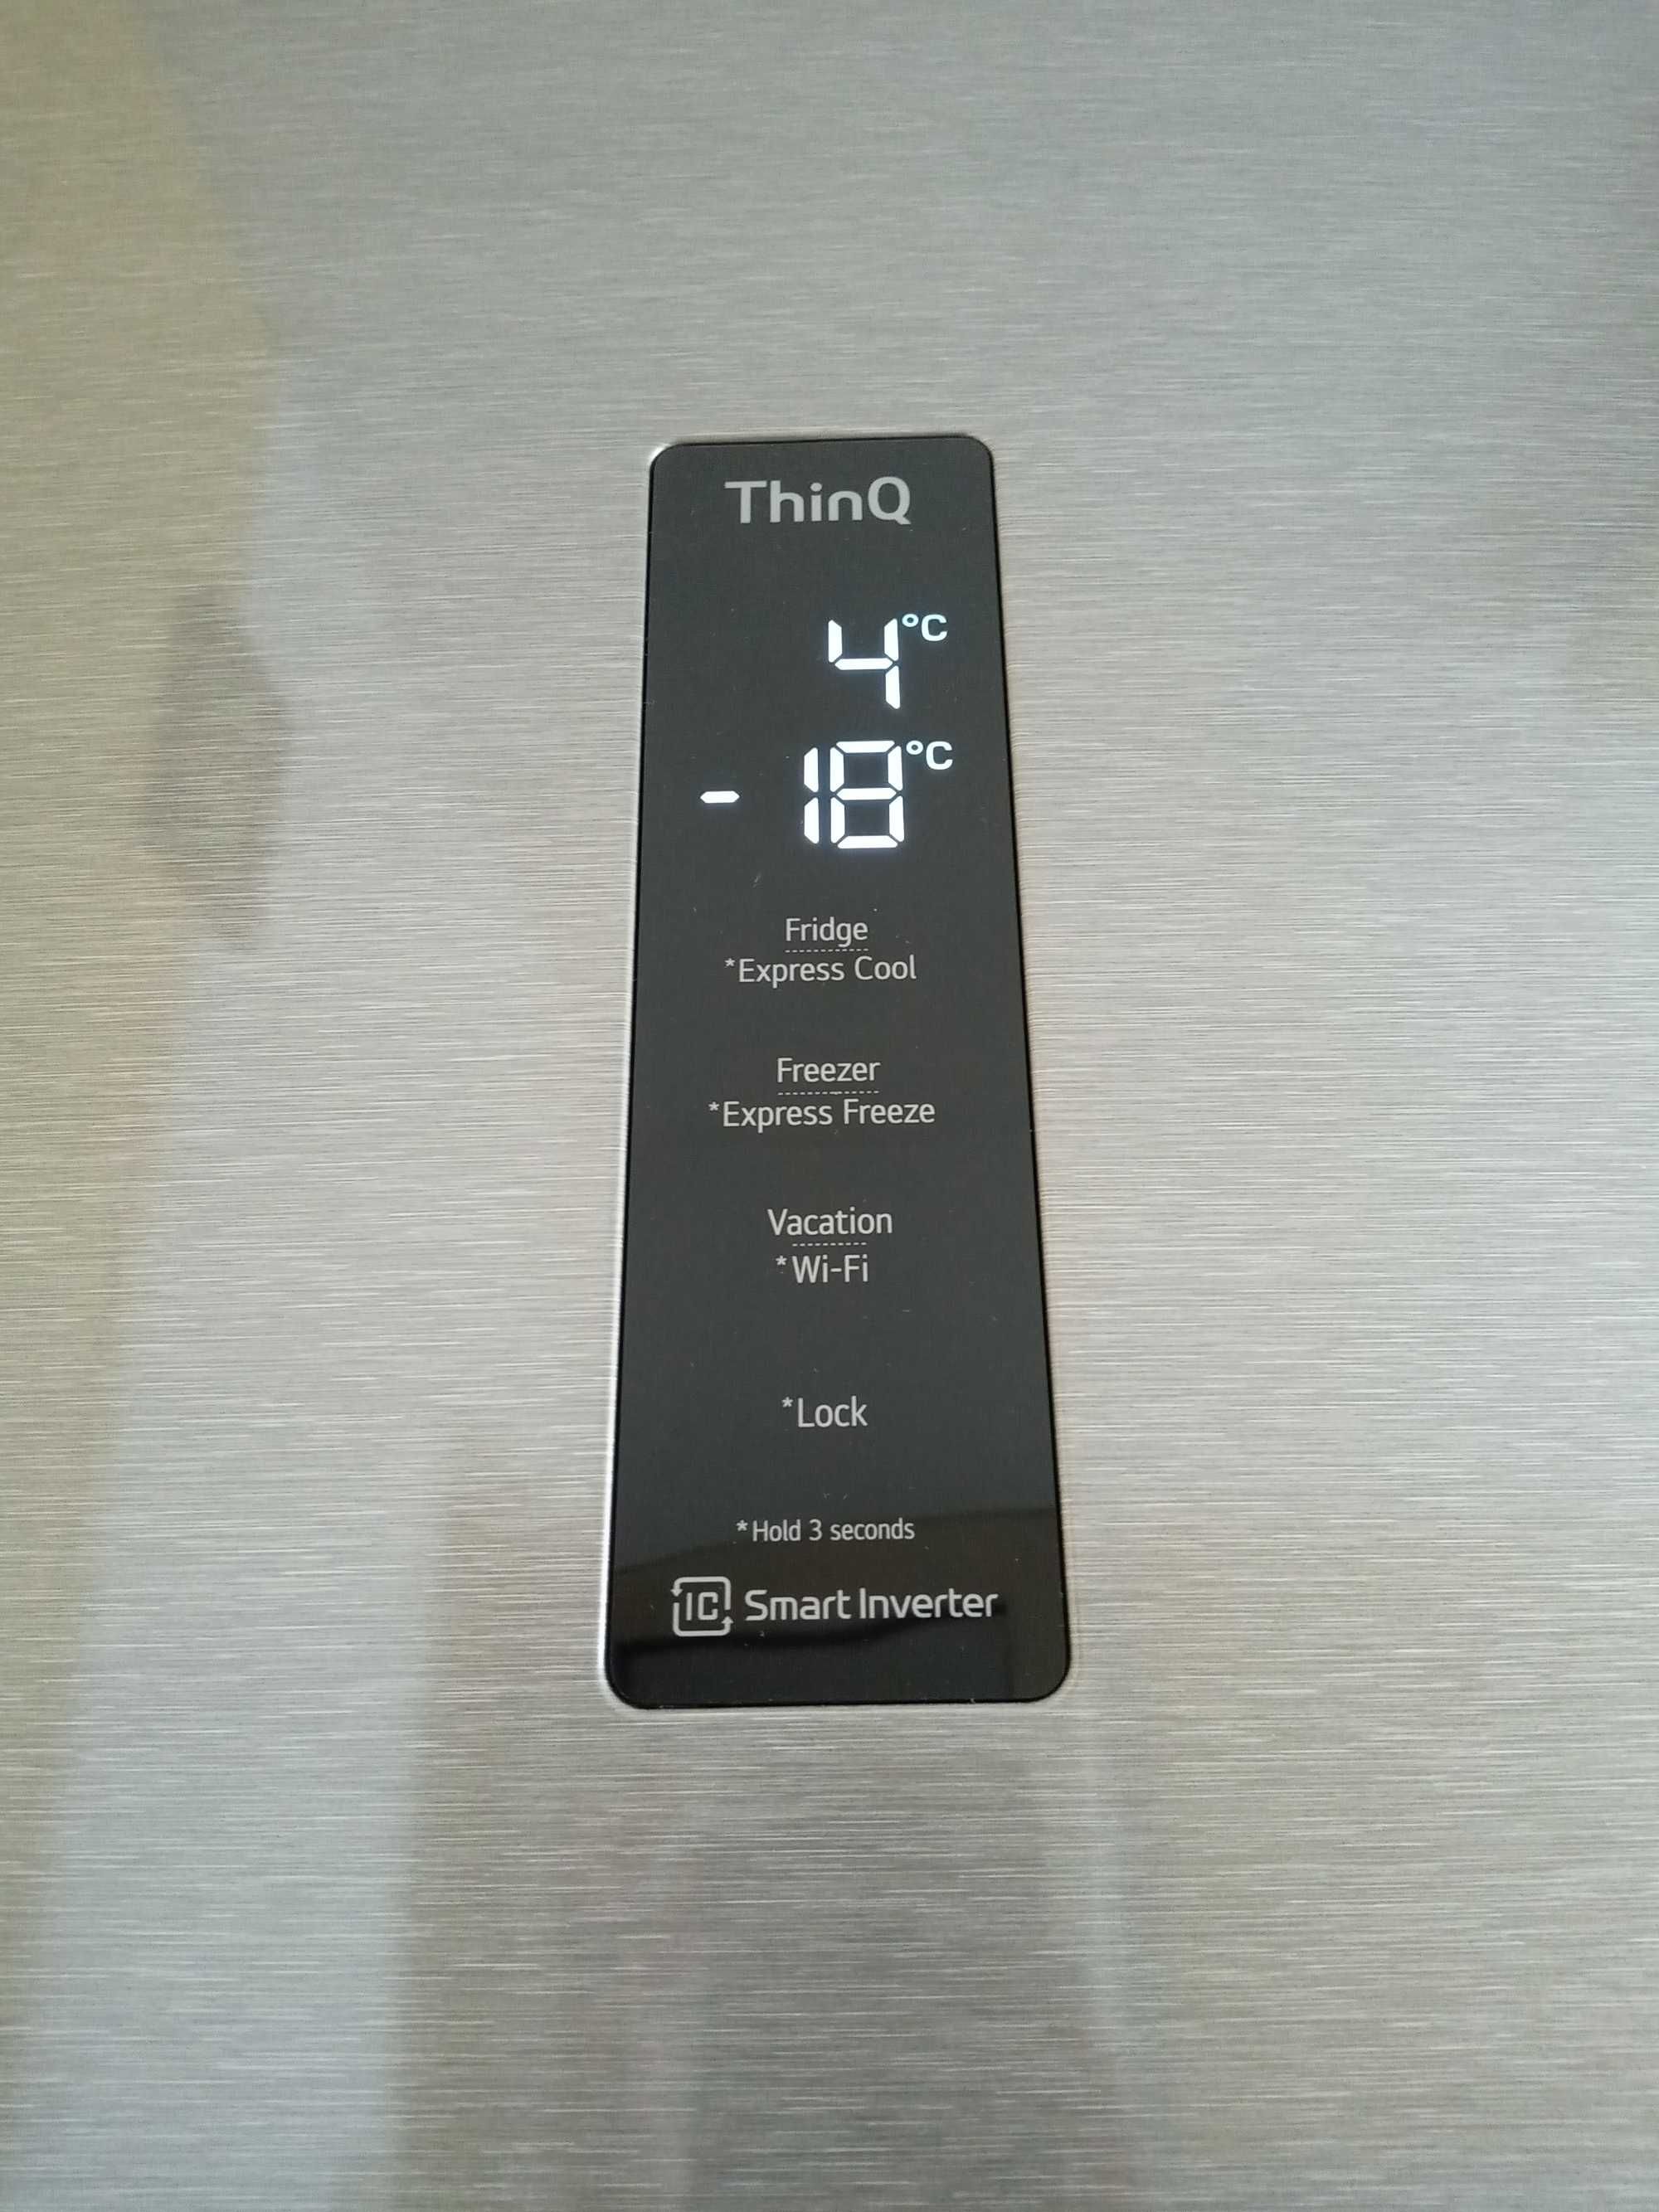 ThinQ
4°C
- 18°C
Fridge
*Express Cool
Freezer
*Express Freeze
Vacation
*Wi-Fi
*Lock
*Hold 3 seconds
IC Smart Inverter